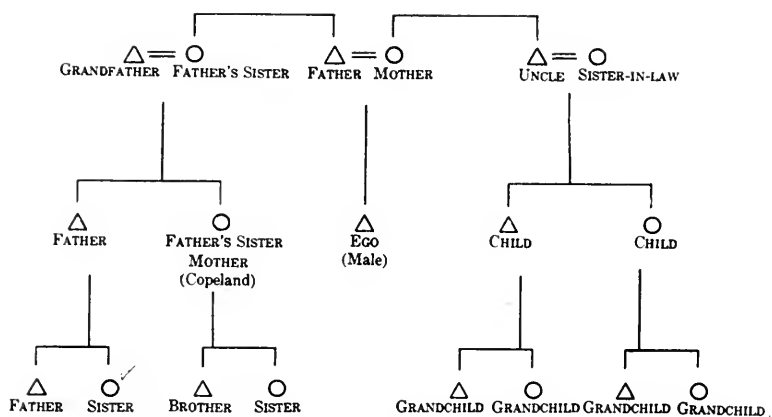 GRANDFATHER FATHER'S SISTER FATHER MOTHER UNCLE SISTER-IN-LAW
FATHER FATHER'S SISTER EGO CHILD CHILD
MOTHER (Male)
(Copeland)
FATHER SISTER BROTHER SISTER GRANDCHILD GRANDCHILD GRANDCHILD GRANDCHILD